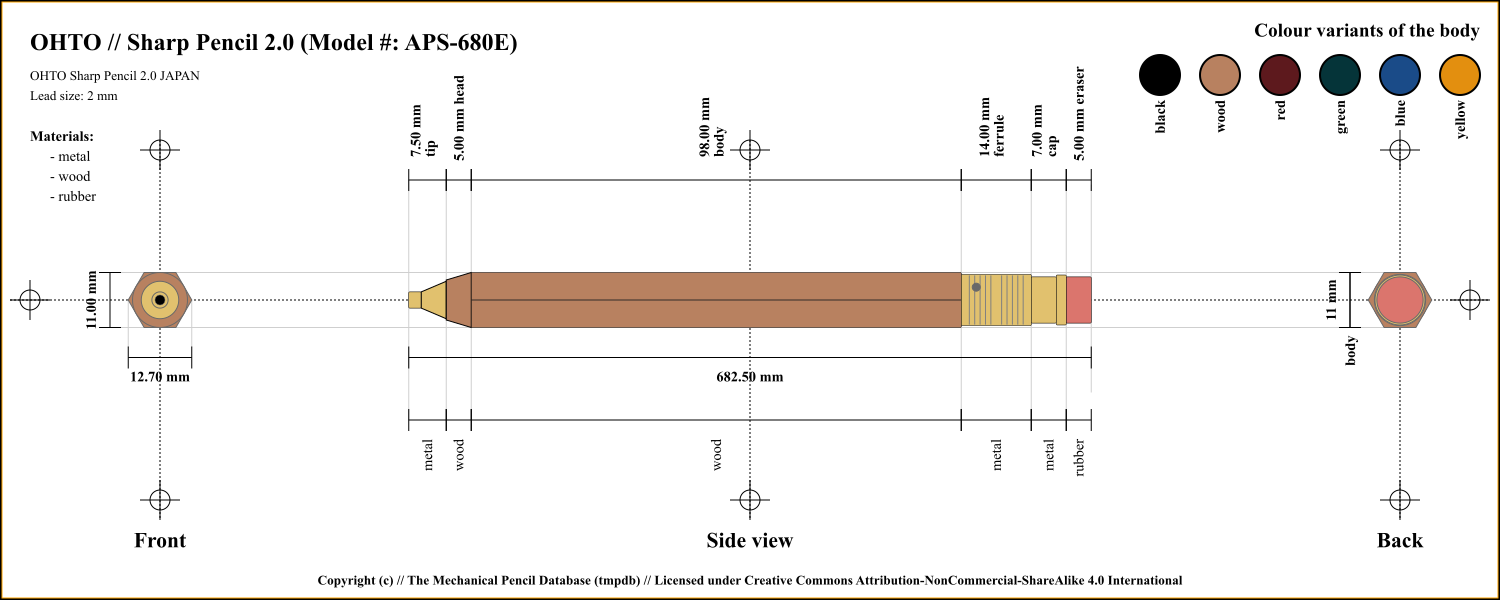 OHTO // Sharp Pencil 2.0 (Model #: APS-680E)
OHTO Sharp Pencil 2.0 JAPAN
Lead size: 2 mm
Materials:
- metal
- wood
- rubber
Colour variants of the body
black
wood
red
green
blue
yellow
7.50 mm
tip
5.00 mm head
98.00 mm
body
14.00 mm
ferrule
7.00 mm
cap
5.00 mm eraser
11.00 mm
12.70 mm
682.50 mm
11 mm
body
metal
wood
wood
metal
metal
rubber
Front
Side view
Back
Copyright (c) // The Mechanical Pencil Database (tmpdb) // Licensed under Creative Commons Attribution-NonCommercial-ShareAlike 4.0 International